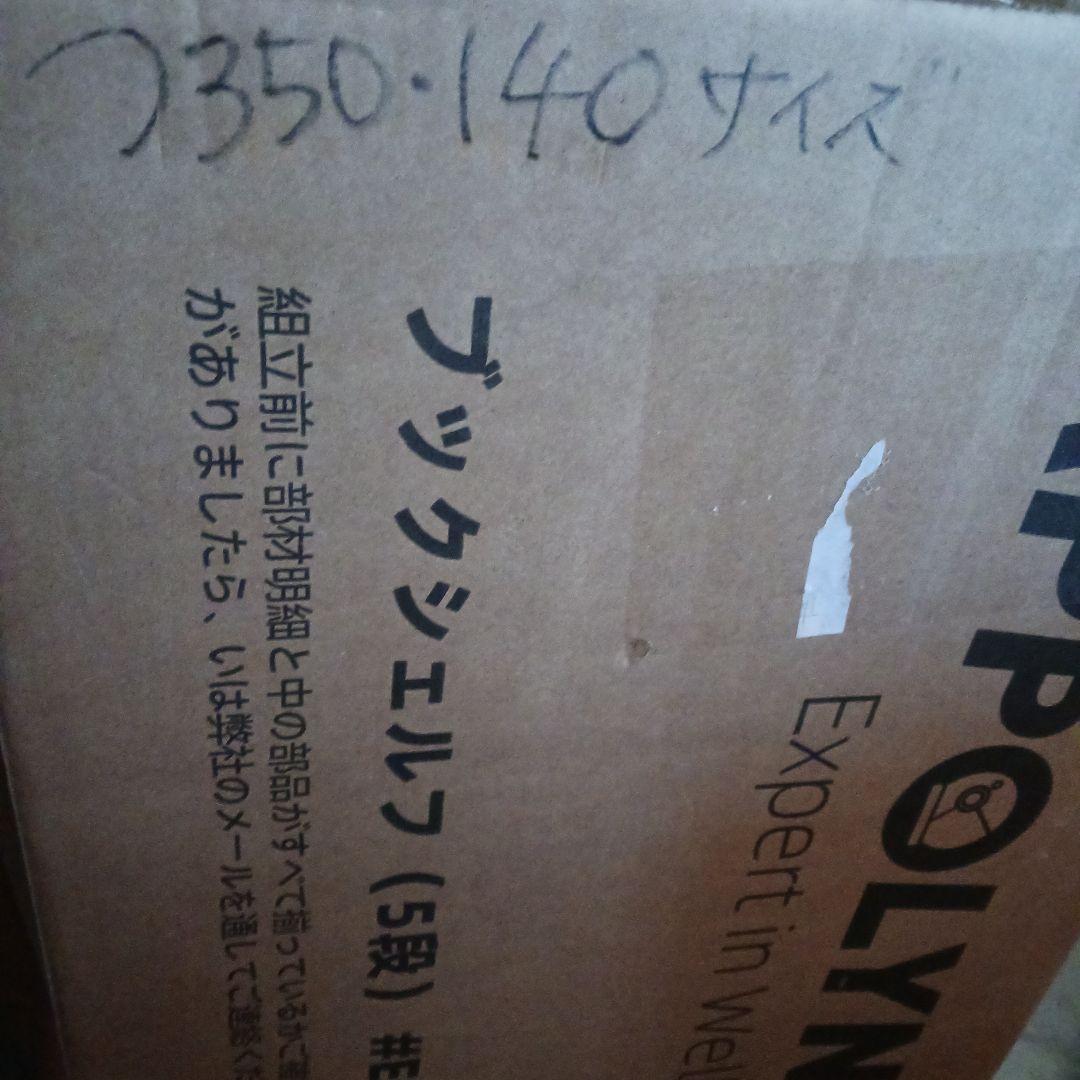 つ350・140サイズ
IPPOLYN
Expert in wel
ブックシェルフ（5段）#E
組立前に部材明細と中の部品がすべて揃っているかご確
がありましたら、いは弊社のメールを通してご連絡くだ